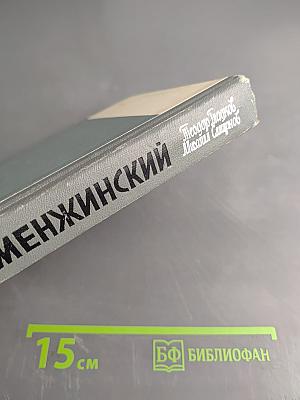 Теодор Гладков
Михаил Смирнов
МЕНЖИНСКИЙ
15 см
БФ БИБЛИОФАН